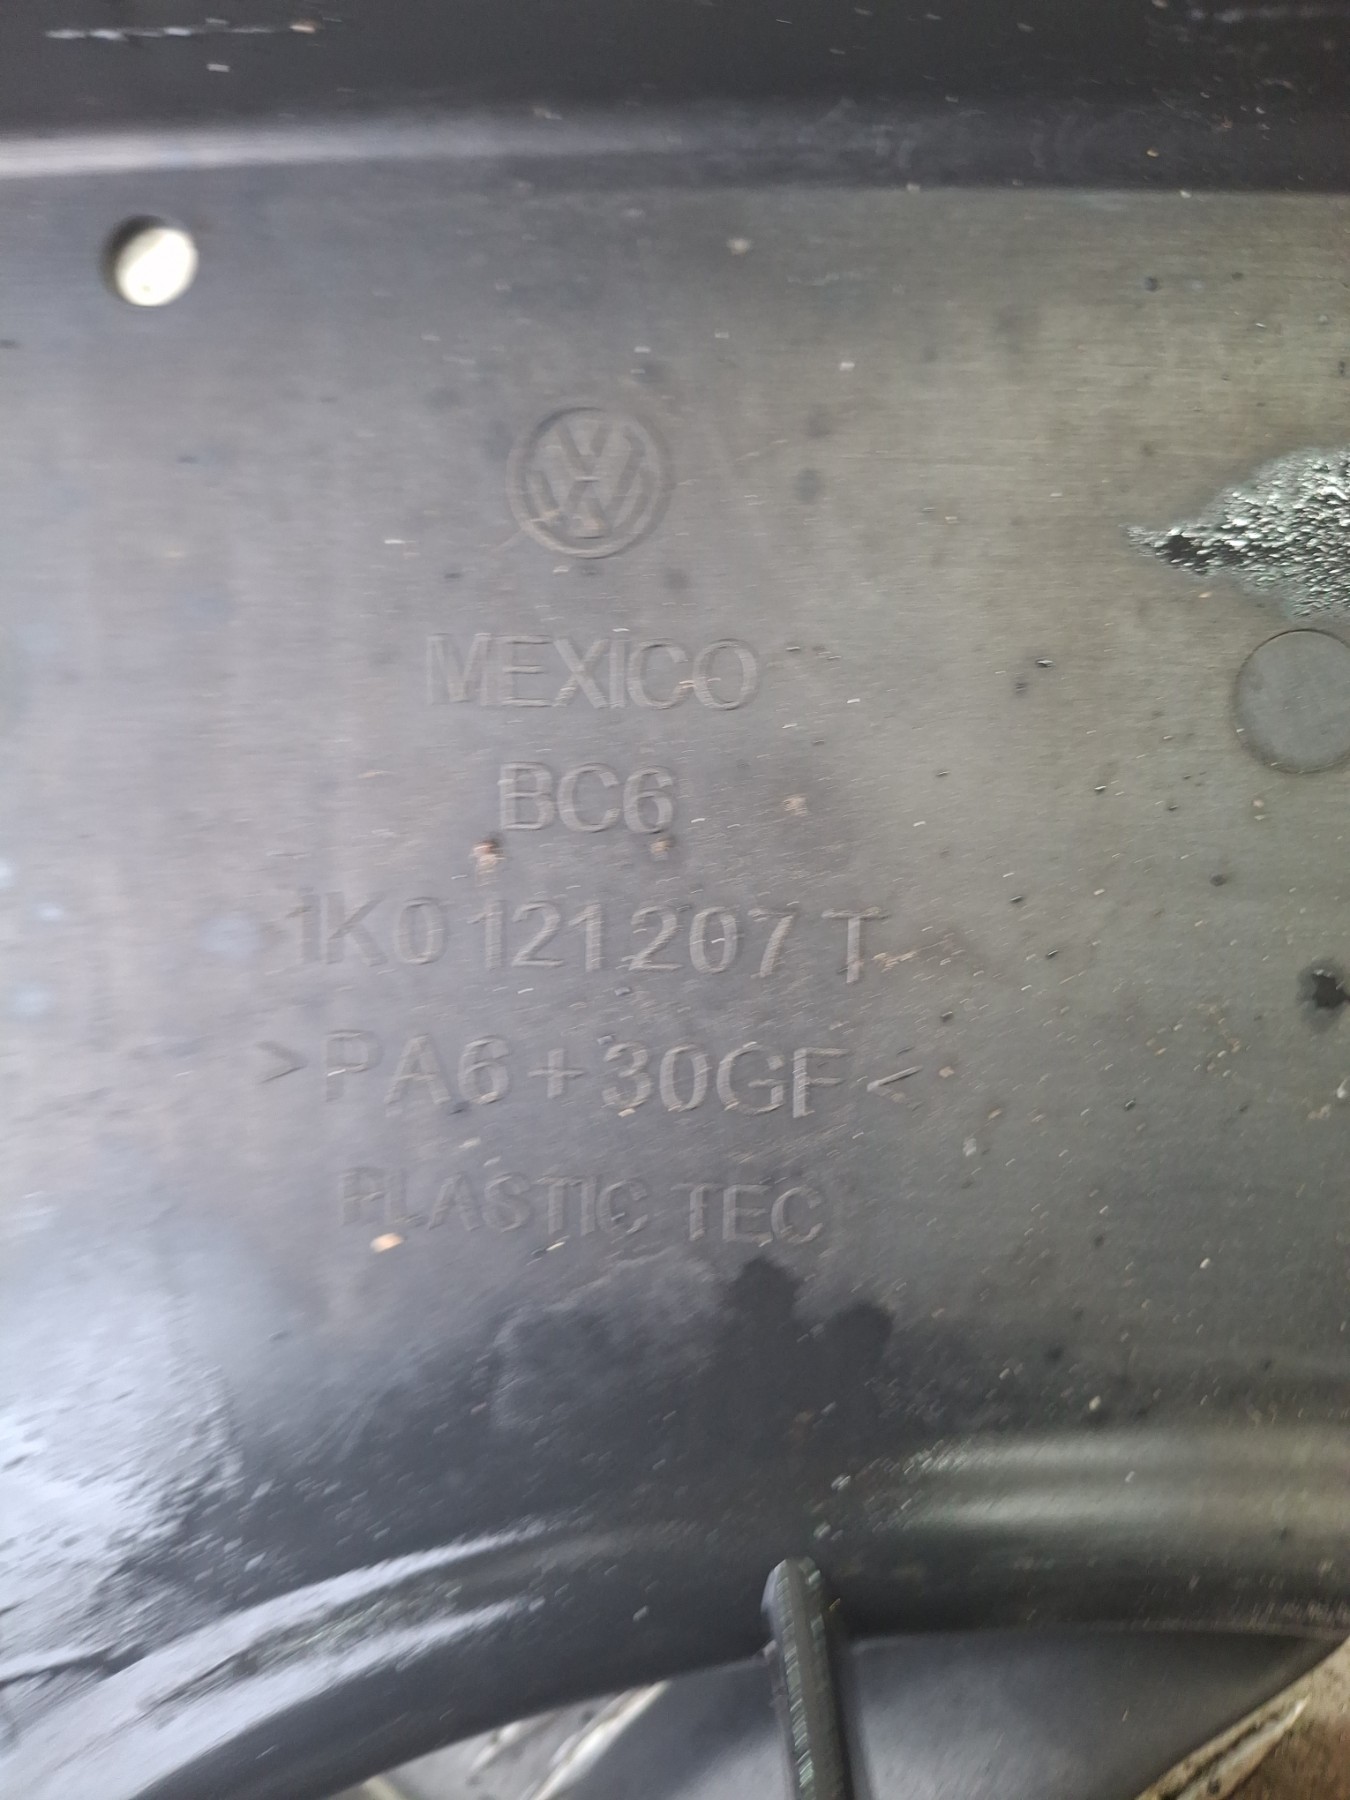 MEXICO
BC6
1K0 121 207 T
>PA6+30GF<
PLASTIC TEC